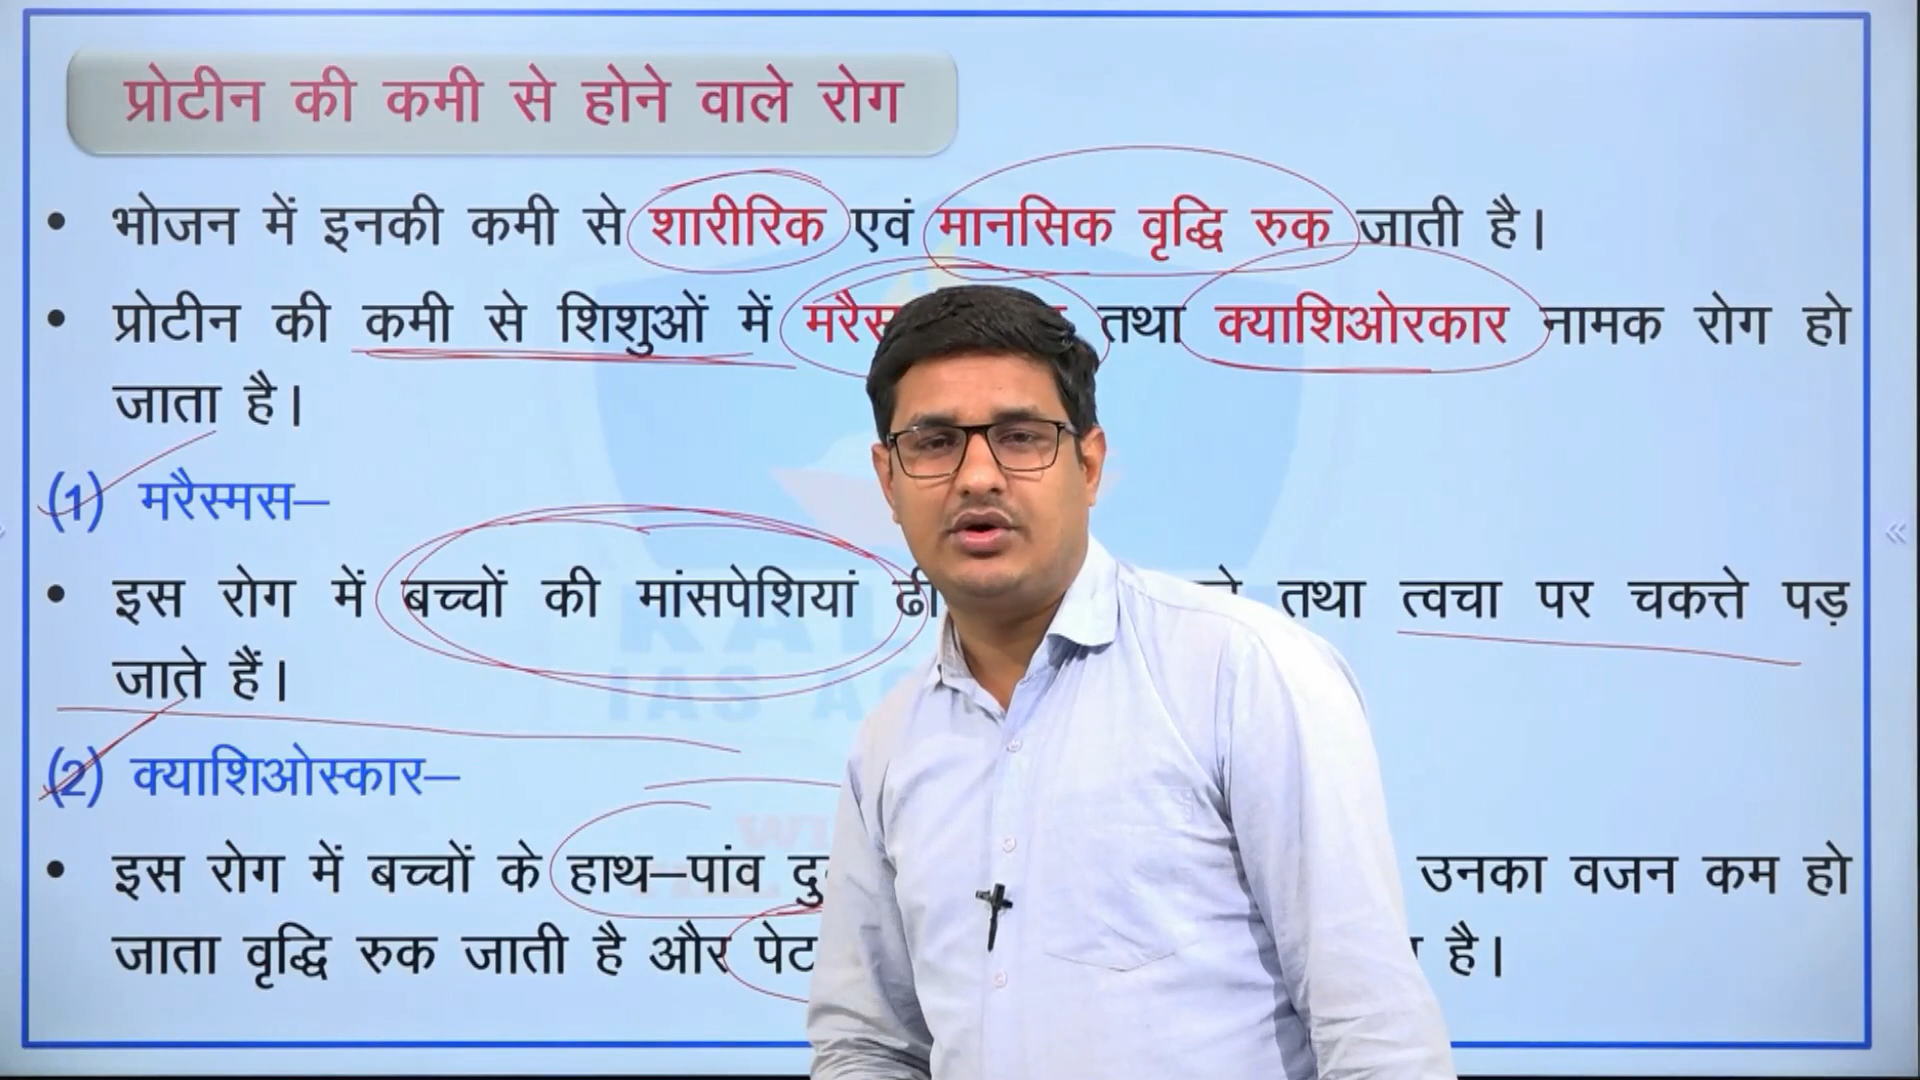 प्रोटीन की कमी से होने वाले रोग
• भोजन में इनकी कमी से शारीरिक एवं मानसिक वृद्धि रुक जाती है।
• प्रोटीन की कमी से शिशुओं में तथा क्याशिओरकार नामक रोग हो
जाता है।
(1) मरैस्मस–
• इस रोग में बच्चों की मांसपेशियां तथा त्वचा पर चकत्ते पड़
जाते हैं।
(2) क्याशिओस्कार–
• इस रोग में बच्चों के हाथ–पांव उनका वजन कम हो
जाता वृद्धि रुक जाती है और पेट है।
IAS